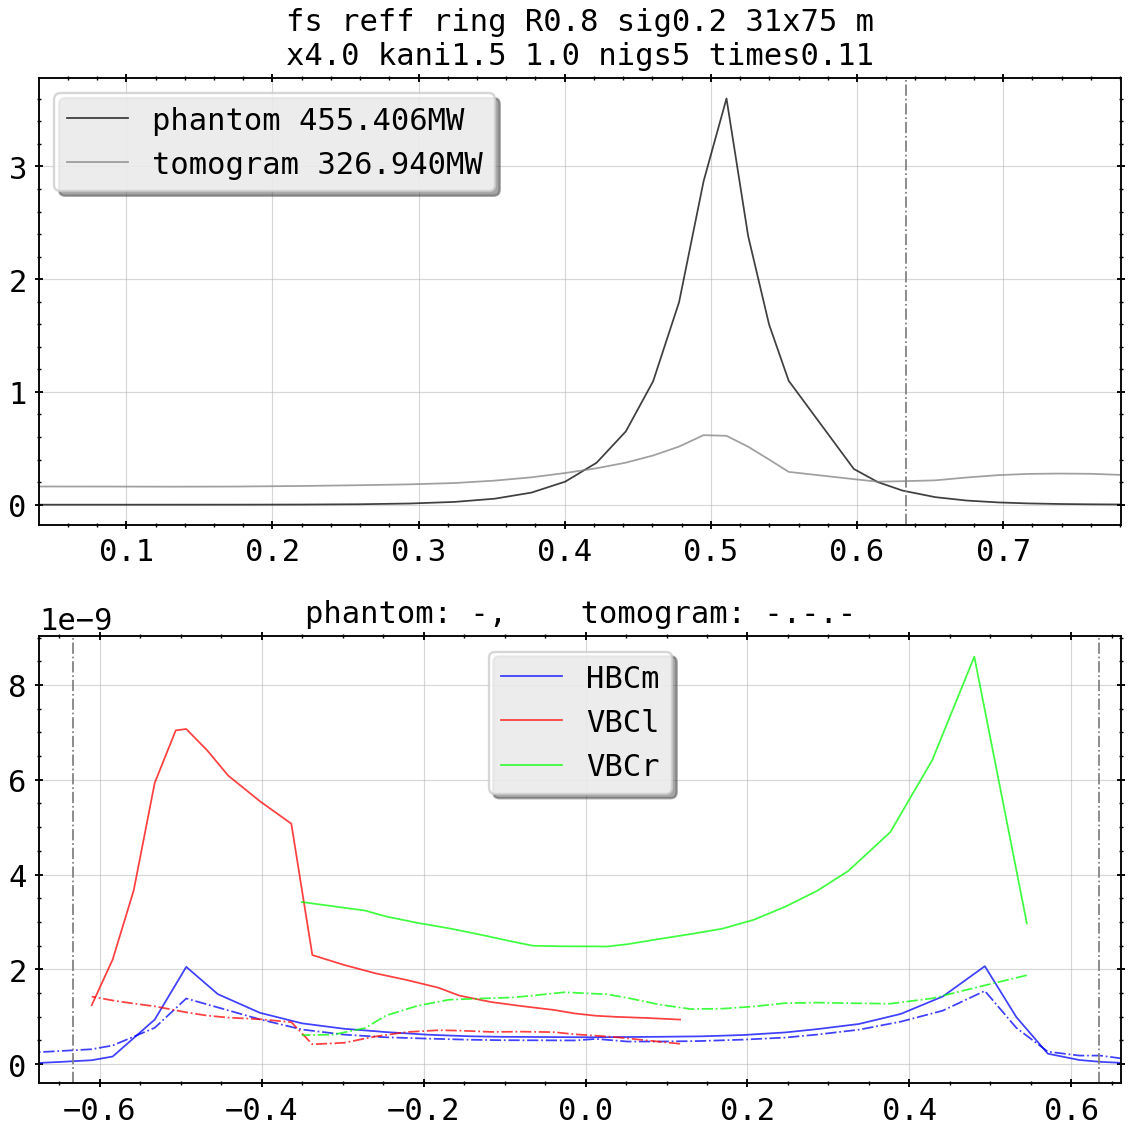 fs reff ring R0.8 sig0.2 31x75 m
x4.0 kani1.5 1.0 nigs5 times0.11
phantom 455.406MW
tomogram 326.940MW
3
2
1
0
0.1 0.2 0.3 0.4 0.5 0.6 0.7
1e−9
phantom: -, tomogram: -.-.-
HBCm
VBCl
VBCr
8
6
4
2
0
−0.6 −0.4 −0.2 0.0 0.2 0.4 0.6